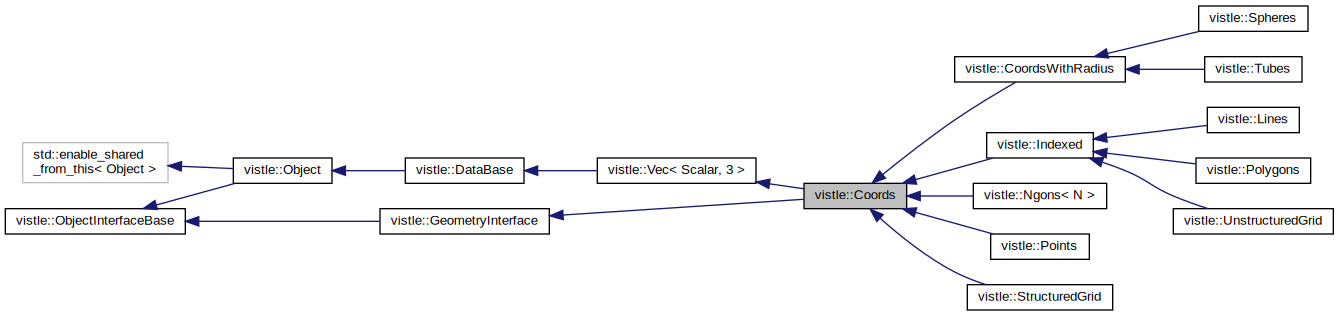 std::enable_shared
_from_this< Object >
vistle::ObjectInterfaceBase
vistle::Object
vistle::DataBase
vistle::GeometryInterface
vistle::Vec< Scalar, 3 >
vistle::Coords
vistle::CoordsWithRadius
vistle::Indexed
vistle::Ngons< N >
vistle::Points
vistle::StructuredGrid
vistle::Spheres
vistle::Tubes
vistle::Lines
vistle::Polygons
vistle::UnstructuredGrid